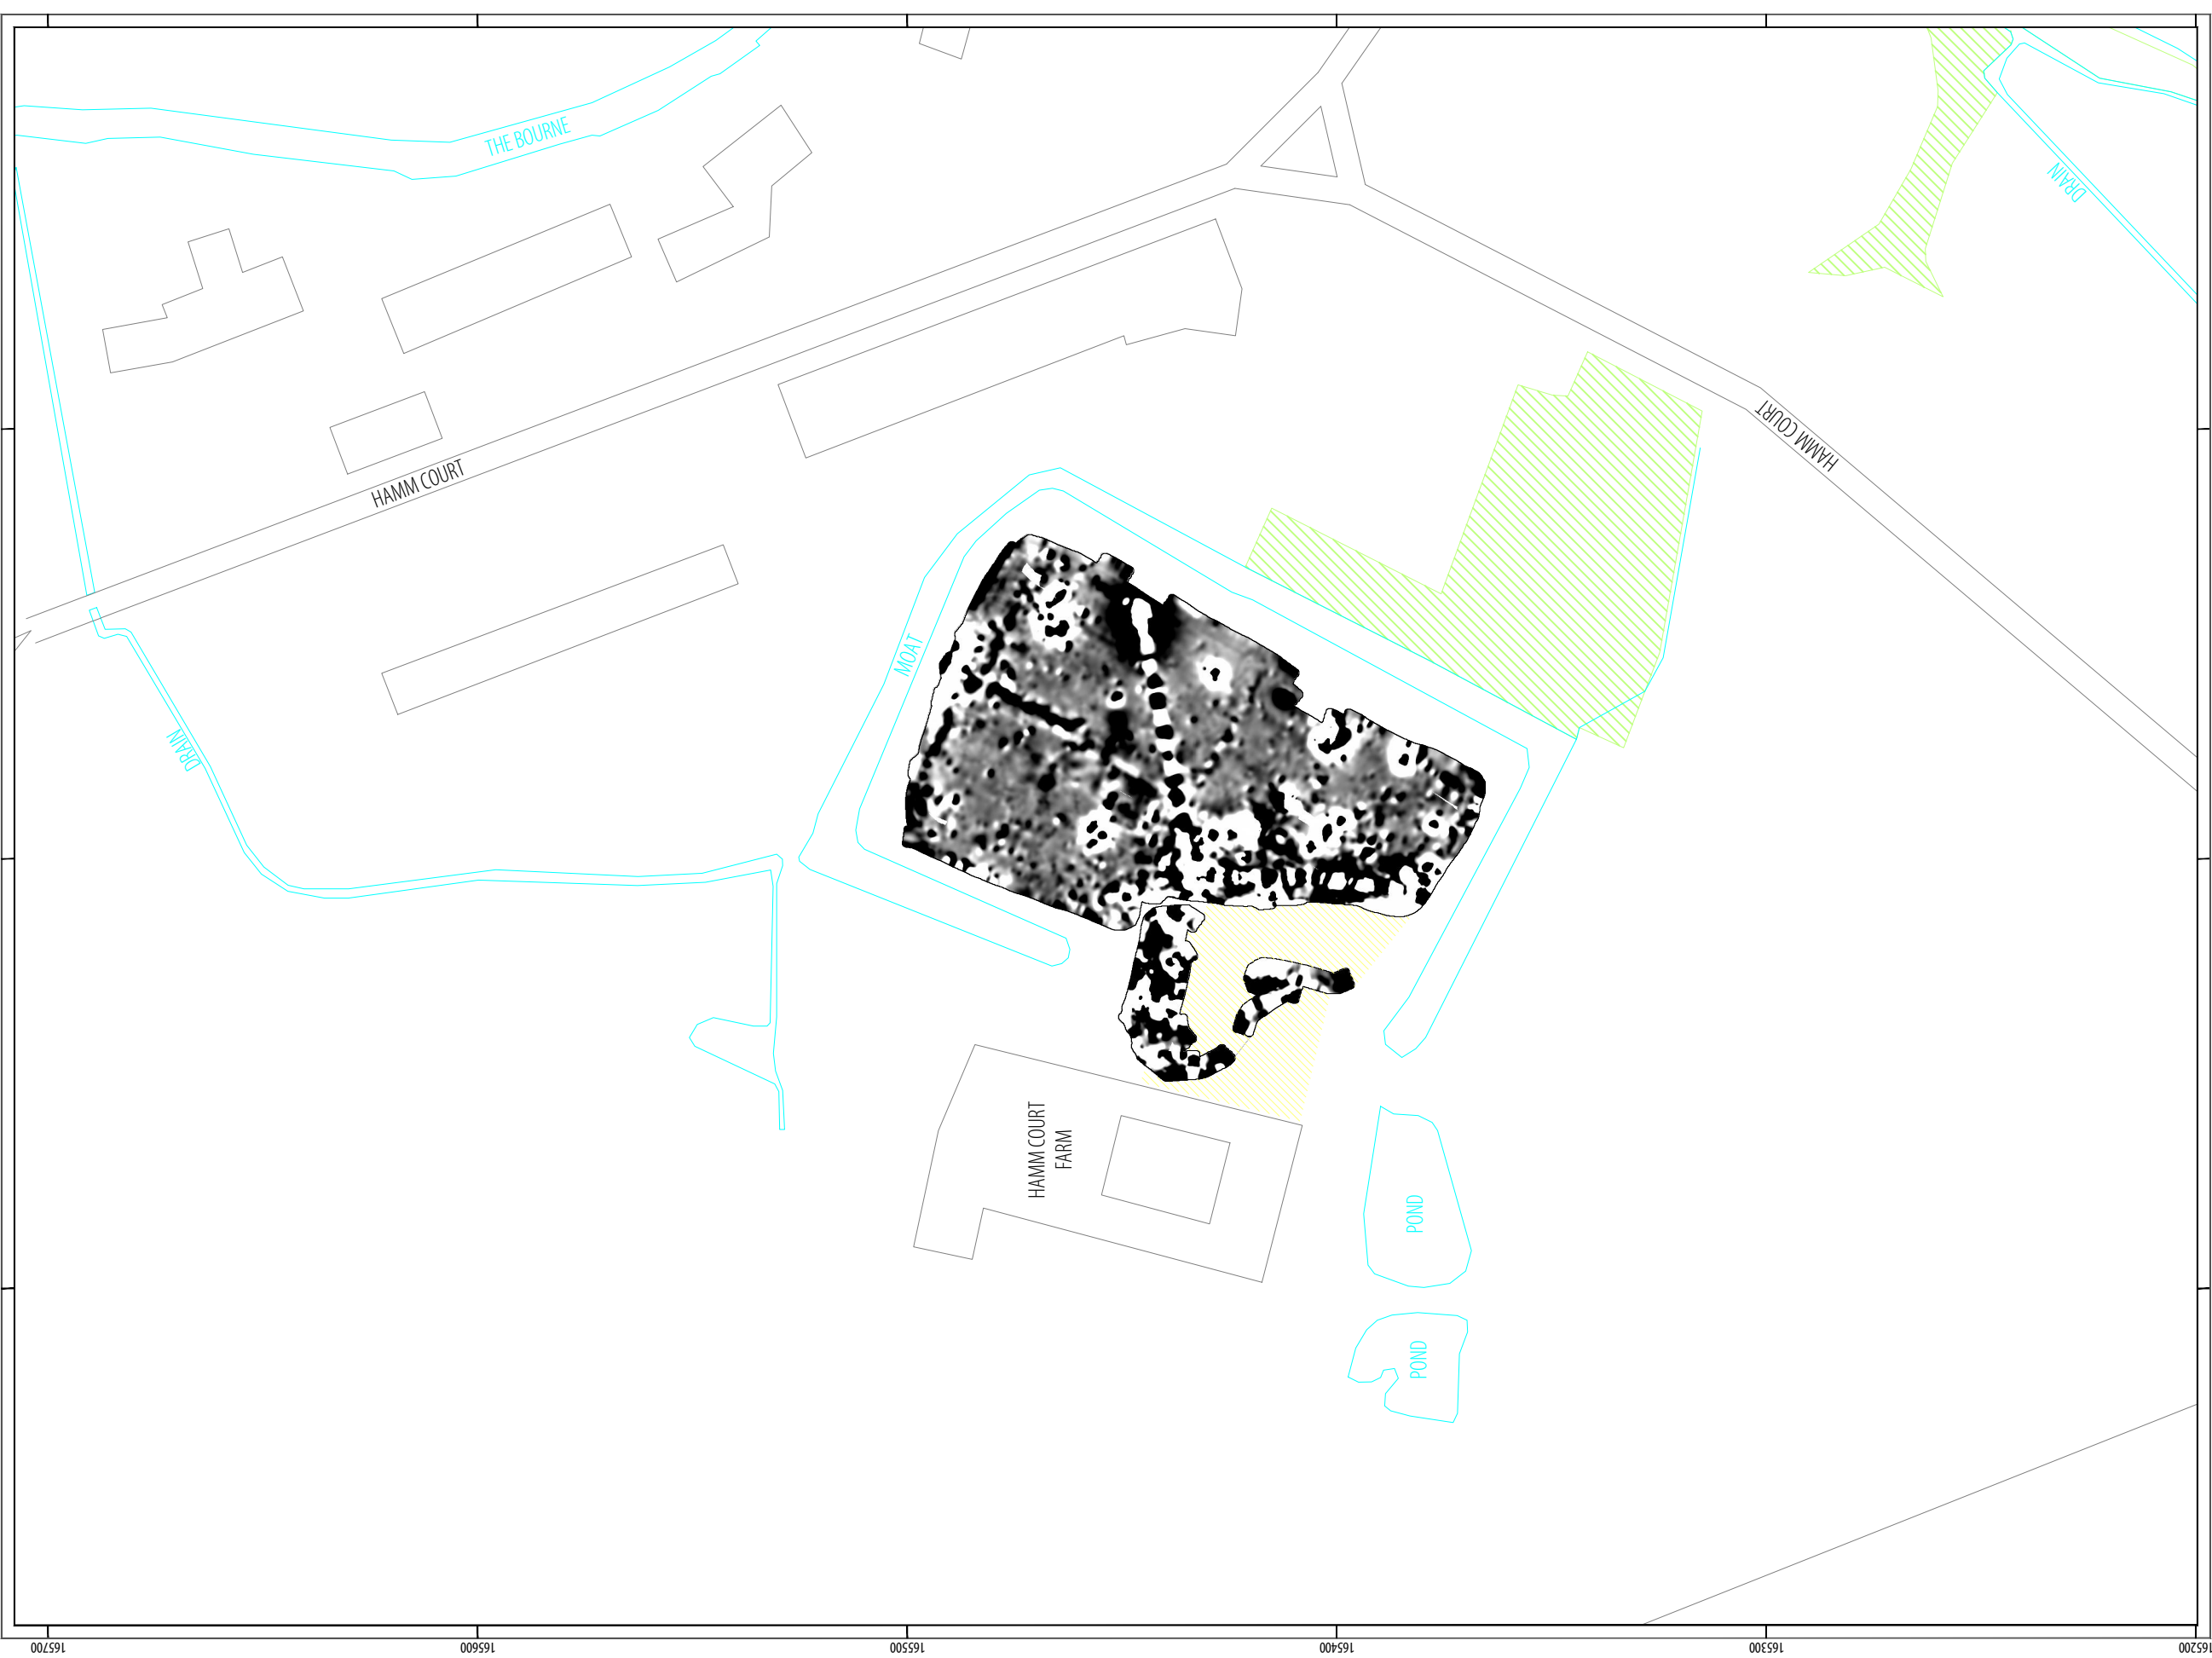 THE BOURNE
DRAIN
HAMM COURT
HAMM COURT
MOAT
DRAIN
HAMM COURT
FARM
POND
POND
165700
165600
165500
165400
165300
165200